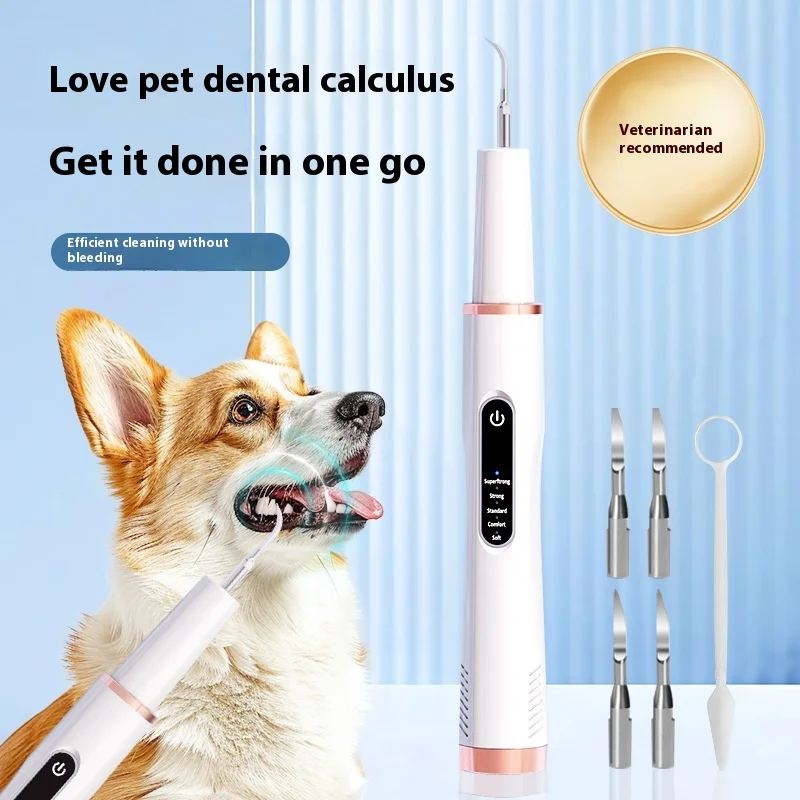 Love pet dental calculus
Get it done in one go
Veterinarian
recommended
Efficient cleaning without
bleeding
Superstrong
Strong
Standard
Comfort
Soft